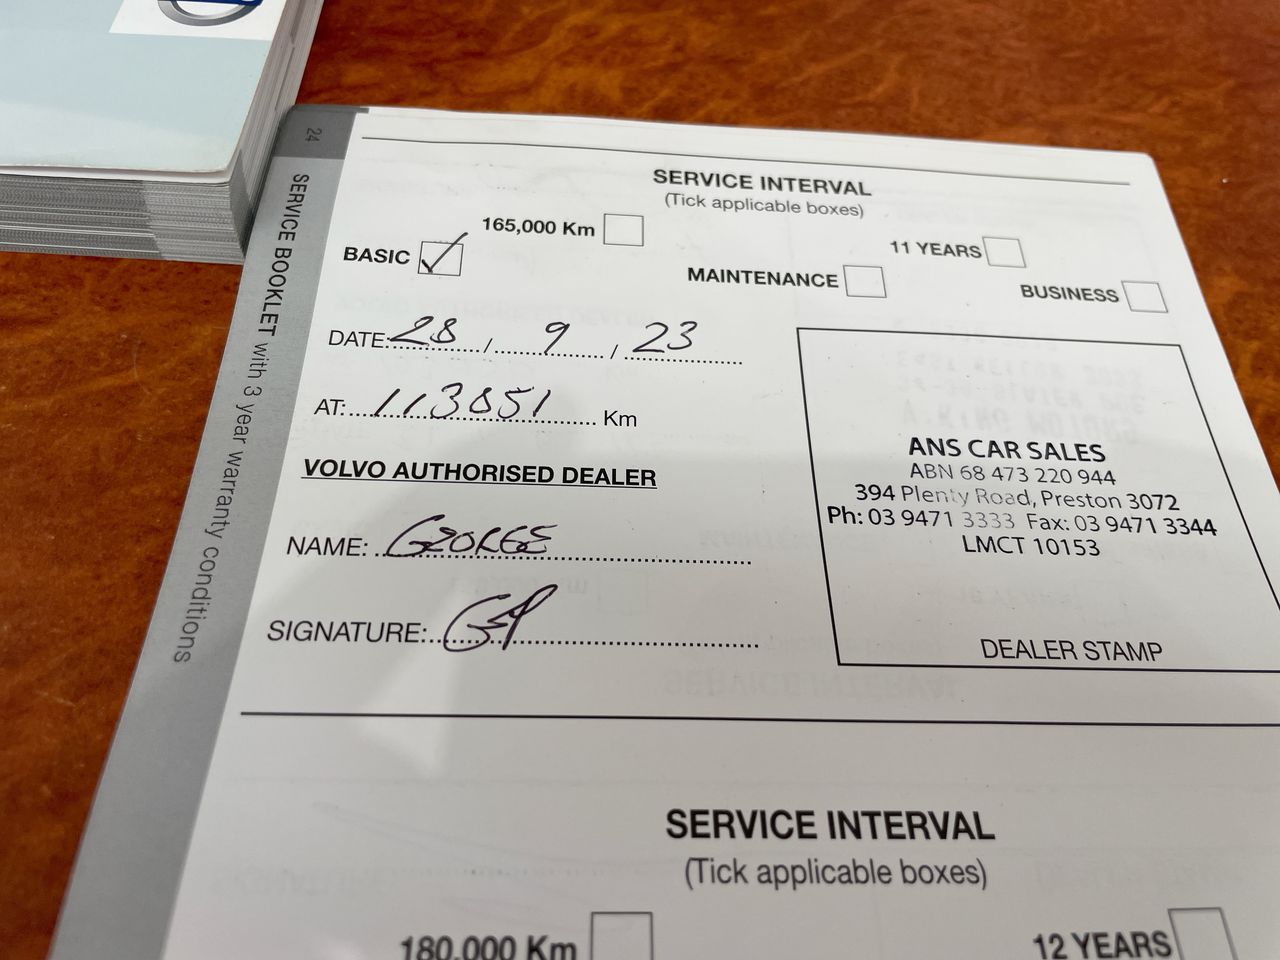 24
SERVICE BOOKLET with 3 year warranty conditions
SERVICE INTERVAL
(Tick applicable boxes)
165,000 Km
11 YEARS
BASIC ✓
MAINTENANCE
BUSINESS
DATE: 28 / 9 / 23
AT: 113851 Km
VOLVO AUTHORISED DEALER
NAME: GEORGE
SIGNATURE:
ANS CAR SALES
ABN 68 473 220 944
394 Plenty Road, Preston 3072
Ph: 03 9471 3333 Fax: 03 9471 3344
LMCT 10153
DEALER STAMP
SERVICE INTERVAL
(Tick applicable boxes)
180,000 Km
12 YEARS